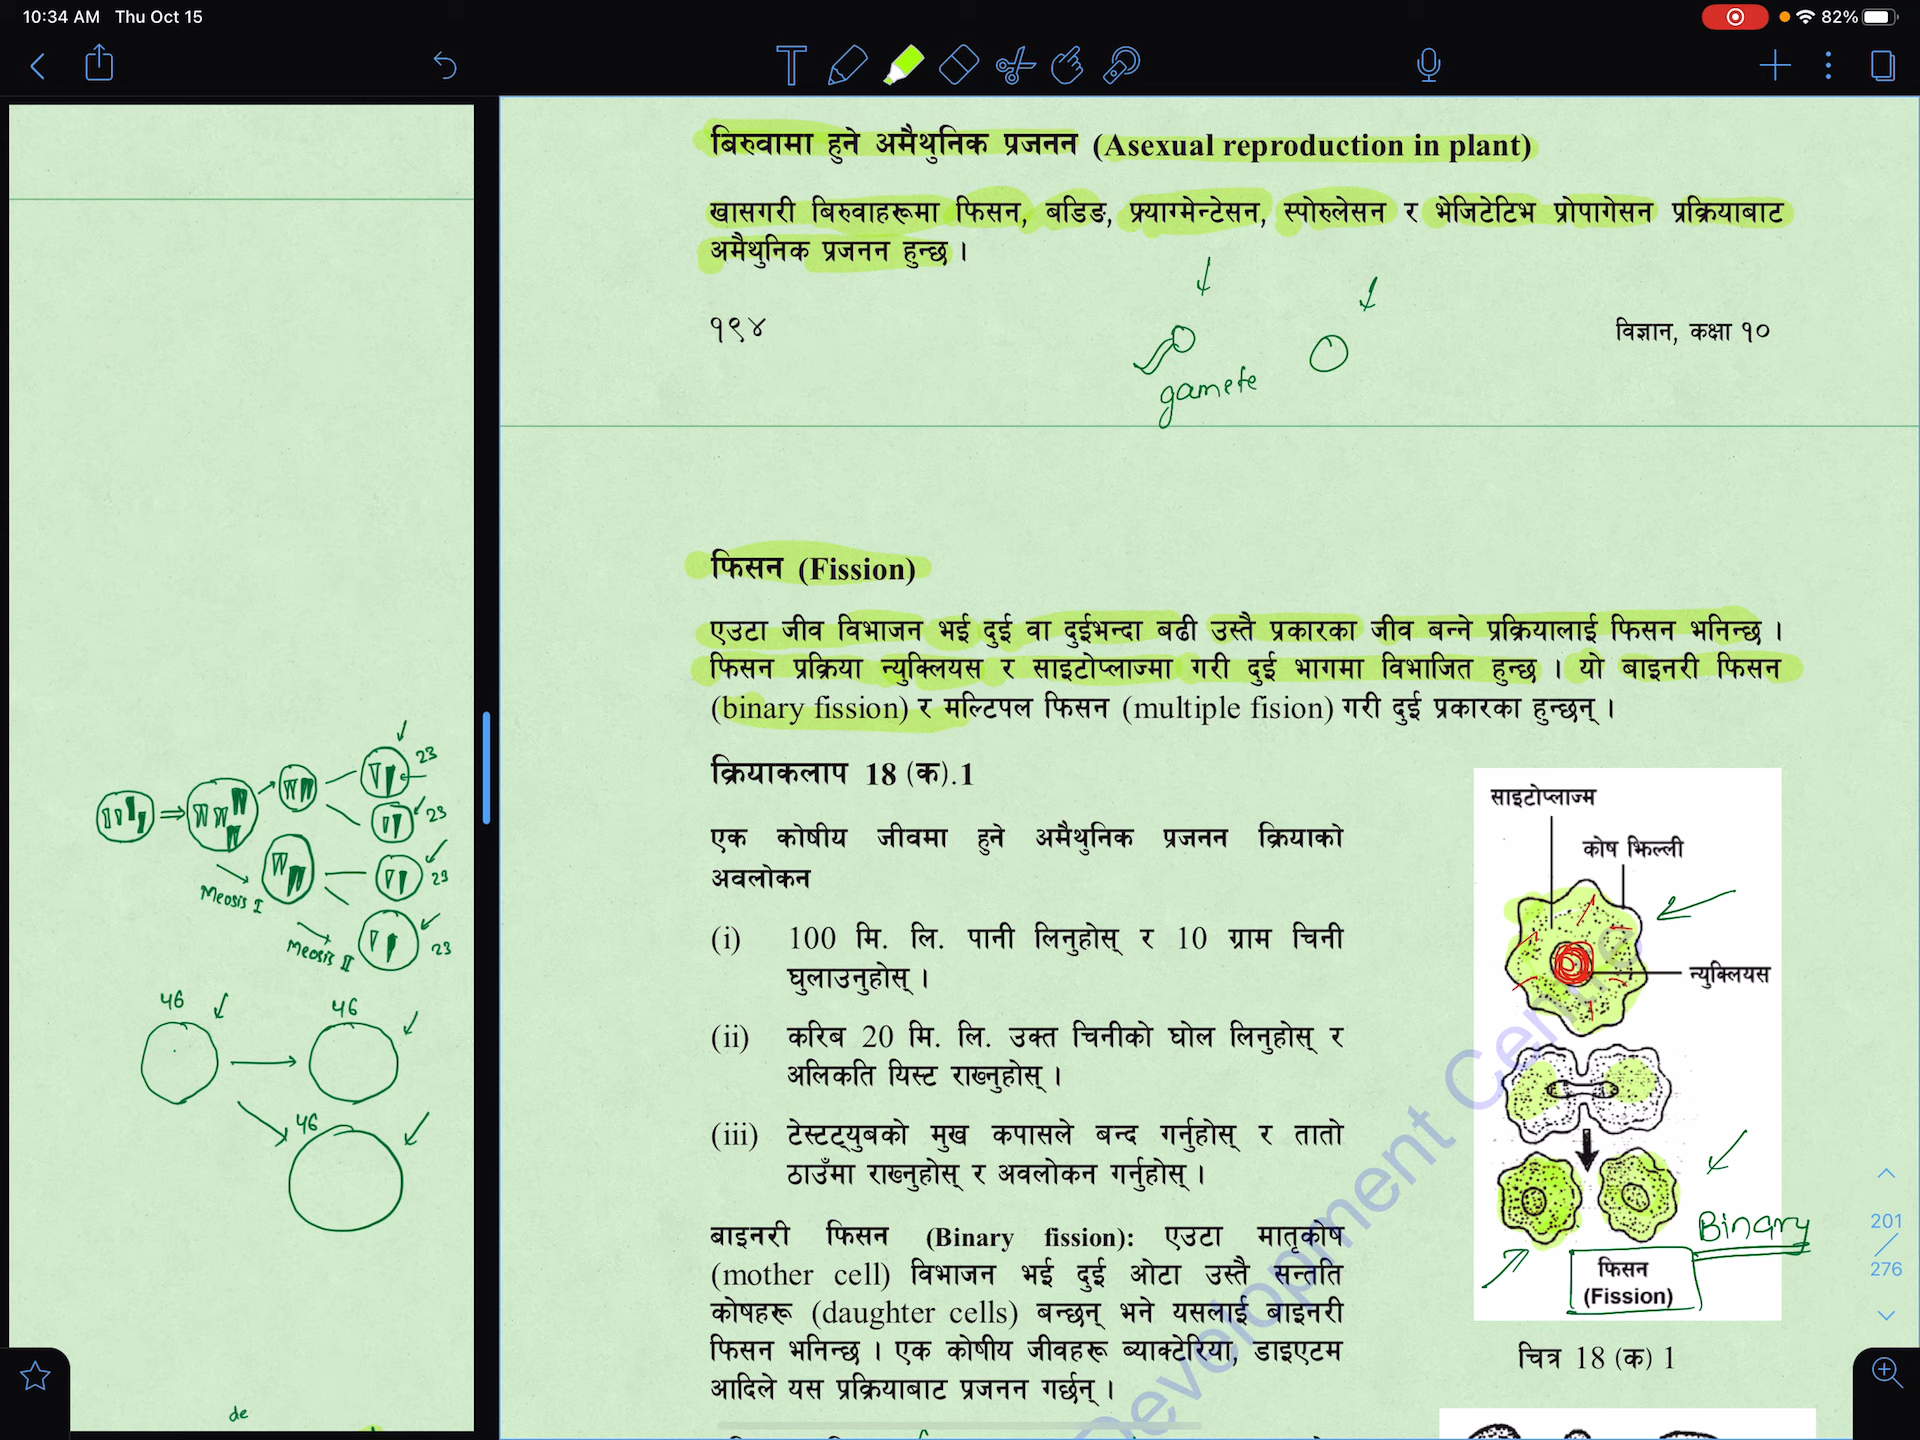 10:34 AM Thu Oct 15
82%
बिरुवामा हुने अमैथुनिक प्रजनन (Asexual reproduction in plant)
खासगरी बिरुवाहरूमा फिसन, बडिङ, फ्र्याग्मेन्टेसन, स्पोरुलेसन र भेजिटेटिभ प्रोपागेसन प्रक्रियाबाट
अमैथुनिक प्रजनन हुन्छ ।
१९४
विज्ञान, कक्षा १०
gamete
फिसन (Fission)
एउटा जीव विभाजन भई दुई वा दुईभन्दा बढी उस्तै प्रकारका जीव बन्ने प्रक्रियालाई फिसन भनिन्छ ।
फिसन प्रक्रिया न्युक्लियस र साइटोप्लाज्मा गरी दुई भागमा विभाजित हुन्छ । यो बाइनरी फिसन
(binary fission) र मल्टिपल फिसन (multiple fision) गरी दुई प्रकारका हुन्छन् ।
क्रियाकलाप 18 (क).1
एक कोषीय जीवमा हुने अमैथुनिक प्रजनन क्रियाको
अवलोकन
(i) 100 मि. लि. पानी लिनुहोस् र 10 ग्राम चिनी
घुलाउनुहोस् ।
(ii) करिब 20 मि. लि. उक्त चिनीको घोल लिनुहोस् र
अलिकति यिस्ट राख्नुहोस् ।
(iii) टेस्टट्युबको मुख कपासले बन्द गर्नुहोस् र तातो
ठाउँमा राख्नुहोस् र अवलोकन गर्नुहोस् ।
बाइनरी फिसन (Binary fission): एउटा मातृकोष
(mother cell) विभाजन भई दुई ओटा उस्तै सन्तति
कोषहरू (daughter cells) बन्छन् भने यसलाई बाइनरी
फिसन भनिन्छ । एक कोषीय जीवहरू ब्याक्टेरिया, डाइएटम
आदिले यस प्रक्रियाबाट प्रजनन गर्छन् ।
साइटोप्लाज्म
कोष झिल्ली
न्युक्लियस
Binary
फिसन
(Fission)
चित्र 18 (क) 1
Development Centre
201
276
23
23
23
23
Meosis I
Meosis II
46
46
46
de